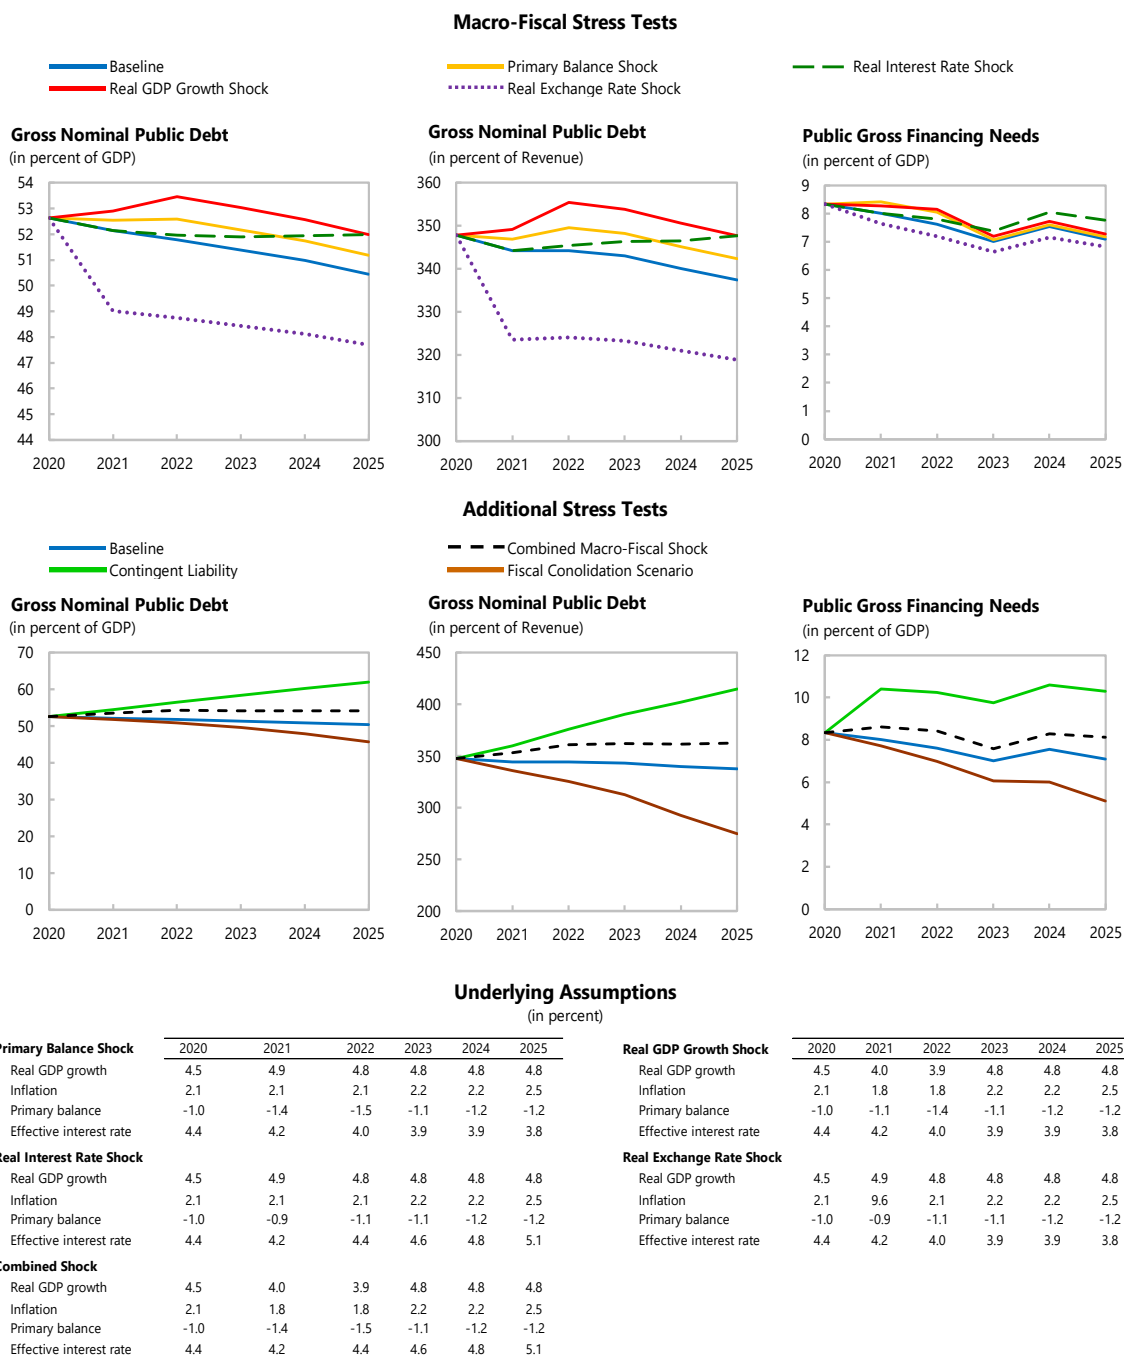 Macro-Fiscal Stress Tests
Baseline Primary Balance Shock Real Interest Rate Shock
Real GDP Growth Shock Real Exchange Rate Shock
Gross Nominal Public Debt
(in percent of GDP)
54
53
52
51
50
49
48
47
46
45
44
2020 2021 2022 2023 2024 2025
Gross Nominal Public Debt
(in percent of Revenue)
360
350
340
330
320
310
300
2020 2021 2022 2023 2024 2025
Public Gross Financing Needs
(in percent of GDP)
9
8
7
6
5
4
3
2
1
0
2020 2021 2022 2023 2024 2025
Additional Stress Tests
Baseline Combined Macro-Fiscal Shock
Contingent Liability Fiscal Conolidation Scenario
Gross Nominal Public Debt
(in percent of GDP)
70
60
50
40
30
20
10
0
2020 2021 2022 2023 2024 2025
Gross Nominal Public Debt
(in percent of Revenue)
450
400
350
300
250
200
2020 2021 2022 2023 2024 2025
Public Gross Financing Needs
(in percent of GDP)
12
10
8
6
4
2
0
2020 2021 2022 2023 2024 2025
Underlying Assumptions
(in percent)
Primary Balance Shock 2020 2021 2022 2023 2024 2025
Real GDP growth 4.5 4.9 4.8 4.8 4.8 4.8
Inflation 2.1 2.1 2.1 2.2 2.2 2.5
Primary balance -1.0 -1.4 -1.5 -1.1 -1.2 -1.2
Effective interest rate 4.4 4.2 4.0 3.9 3.9 3.8
Real Interest Rate Shock
Real GDP growth 4.5 4.9 4.8 4.8 4.8 4.8
Inflation 2.1 2.1 2.1 2.2 2.2 2.5
Primary balance -1.0 -0.9 -1.1 -1.1 -1.2 -1.2
Effective interest rate 4.4 4.2 4.4 4.6 4.8 5.1
Combined Shock
Real GDP growth 4.5 4.0 3.9 4.8 4.8 4.8
Inflation 2.1 1.8 1.8 2.2 2.2 2.5
Primary balance -1.0 -1.4 -1.5 -1.1 -1.2 -1.2
Effective interest rate 4.4 4.2 4.4 4.6 4.8 5.1
Real GDP Growth Shock 2020 2021 2022 2023 2024 2025
Real GDP growth 4.5 4.0 3.9 4.8 4.8 4.8
Inflation 2.1 1.8 1.8 2.2 2.2 2.5
Primary balance -1.0 -1.1 -1.4 -1.1 -1.2 -1.2
Effective interest rate 4.4 4.2 4.0 3.9 3.9 3.8
Real Exchange Rate Shock
Real GDP growth 4.5 4.9 4.8 4.8 4.8 4.8
Inflation 2.1 9.6 2.1 2.2 2.2 2.5
Primary balance -1.0 -0.9 -1.1 -1.1 -1.2 -1.2
Effective interest rate 4.4 4.2 4.0 3.9 3.9 3.8